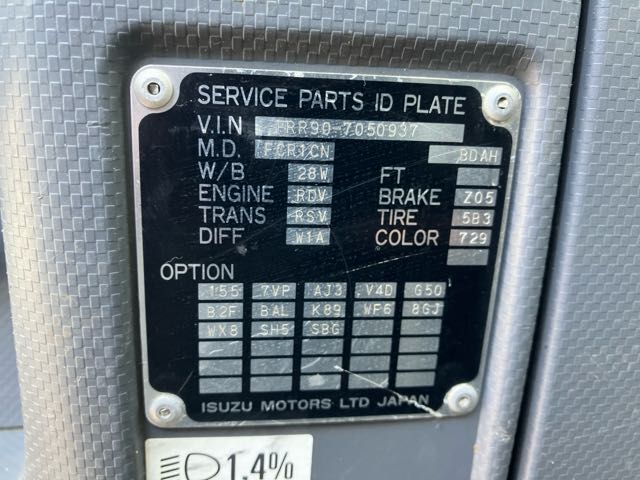 SERVICE PARTS ID PLATE
V.I.N FRR90-7050937
M.D. FCR1CN BDAH
W/B 28W FT
ENGINE RDV BRAKE Z05
TRANS RSV TIRE 5B3
DIFF W1A COLOR 729
OPTION
155 7VP AJ3 V4D G50
B2F BAL K89 WF6 8GJ
WX8 SH5 SBG
ISUZU MOTORS LTD JAPAN
1.4%